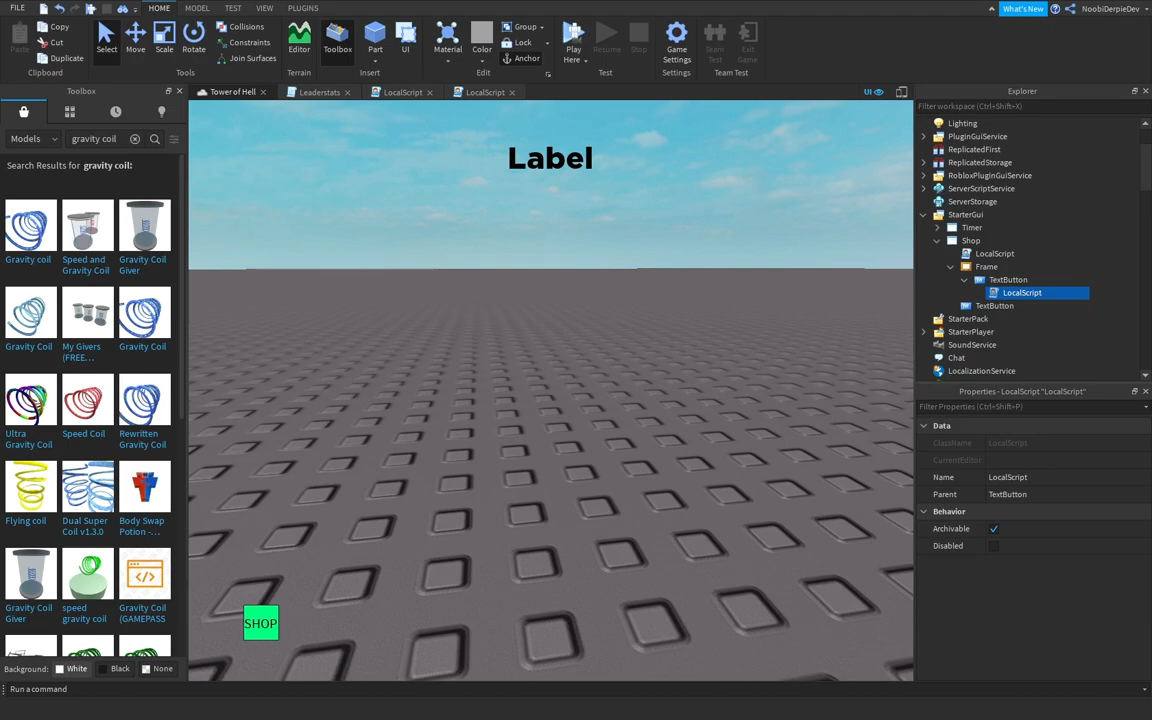 FILE HOME MODEL TEST VIEW PLUGINS What's New NoobiDerpieDev
Paste Copy Cut Duplicate Clipboard
Select Move Scale Rotate Collisions Constraints Join Surfaces Tools
Editor Terrain
Toolbox Part UI Insert
Material Color Group Lock Anchor Edit
Play Here Resume Stop Test
Game Settings Settings
Team Test Exit Game Team Test
Toolbox
Models gravity coil
Search Results for gravity coil:
Gravity coil
Speed and Gravity Coil
Gravity Coil Giver
Gravity Coil
My Givers (FREE...
Gravity Coil
Ultra Gravity Coil
Speed Coil
Rewritten Gravity Coil
Flying coil
Dual Super Coil v1.3.0
Body Swap Potion -...
Gravity Coil Giver
speed gravity coil
Gravity Coil (GAMEPASS
Background: White Black None
Run a command
Tower of Hell Leaderstats LocalScript LocalScript UI
Label
SHOP
Explorer
Filter workspace (Ctrl+Shift+X)
Lighting
PluginGuiService
ReplicatedFirst
ReplicatedStorage
RobloxPluginGuiService
ServerScriptService
ServerStorage
StarterGui
Timer
Shop
LocalScript
Frame
TextButton
LocalScript
TextButton
StarterPack
StarterPlayer
SoundService
Chat
LocalizationService
Properties - LocalScript "LocalScript"
Filter Properties (Ctrl+Shift+P)
Data
ClassName LocalScript
CurrentEditor
Name LocalScript
Parent TextButton
Behavior
Archivable
Disabled